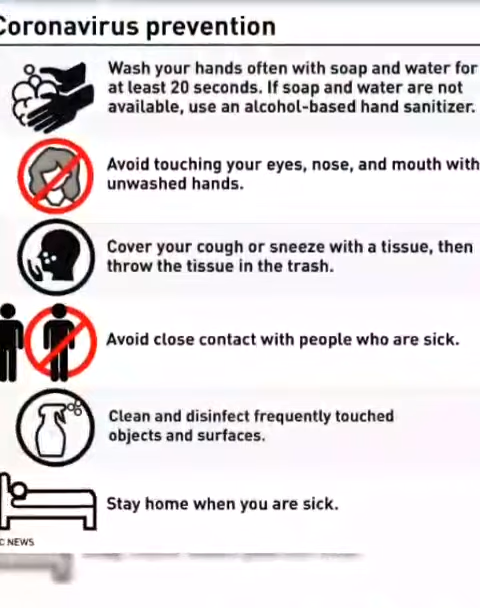 Coronavirus prevention
Wash your hands often with soap and water for
at least 20 seconds. If soap and water are not
available, use an alcohol-based hand sanitizer.
Avoid touching your eyes, nose, and mouth with
unwashed hands.
Cover your cough or sneeze with a tissue, then
throw the tissue in the trash.
Avoid close contact with people who are sick.
Clean and disinfect frequently touched
objects and surfaces.
Stay home when you are sick.
C NEWS